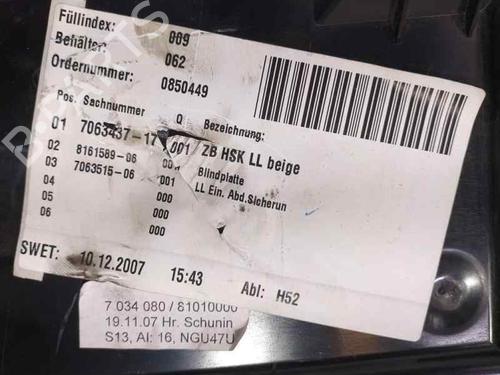 Füllindex: 009
Behälter: 062
Ordernummer: 0850449
Pos. Sachnummer Q Bezeichnung:
01 7063437-17 001 ZB HSK LL beige
02 8161589-06 Blindplatte
03 7063515-06 001 LL Ein. Abd.Sicherun
04 000
05 000
06 000
SWET: 10.12.2007 15:43 Abl: H52
7 034 080 / 81010000
19.11.07 Hr. Schunin
S13, AI: 16, NGU47U